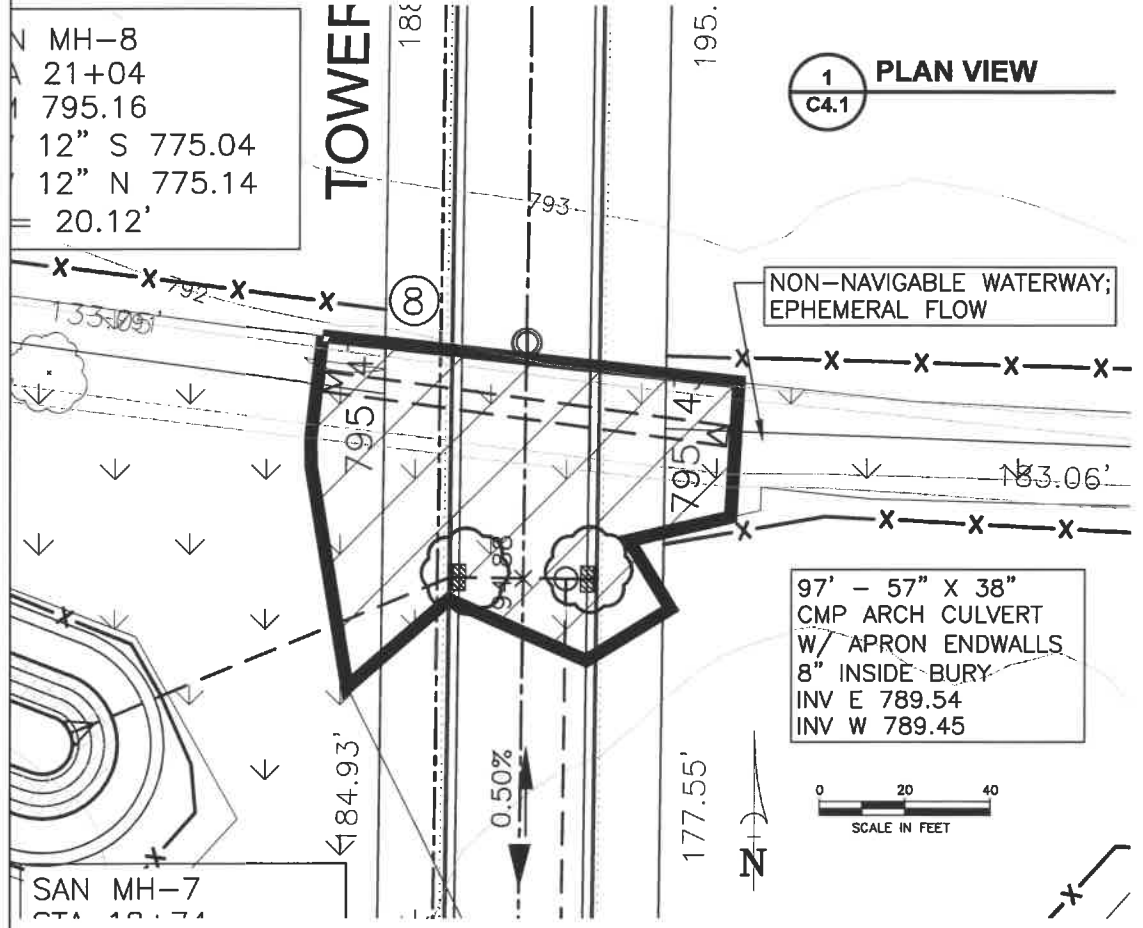 MH-8
21+04
795.16
12" S 775.04
12" N 775.14
= 20.12'
TOWER
188
195.
1
C4.1
PLAN VIEW
793
792
8
NON-NAVIGABLE WATERWAY;
EPHEMERAL FLOW
795
795
183.06'
94.88
97' - 57" X 38"
CMP ARCH CULVERT
W/ APRON ENDWALLS
8" INSIDE BURY
INV E 789.54
INV W 789.45
184.93'
0.50%
177.55'
N
0 20 40
SCALE IN FEET
SAN MH-7